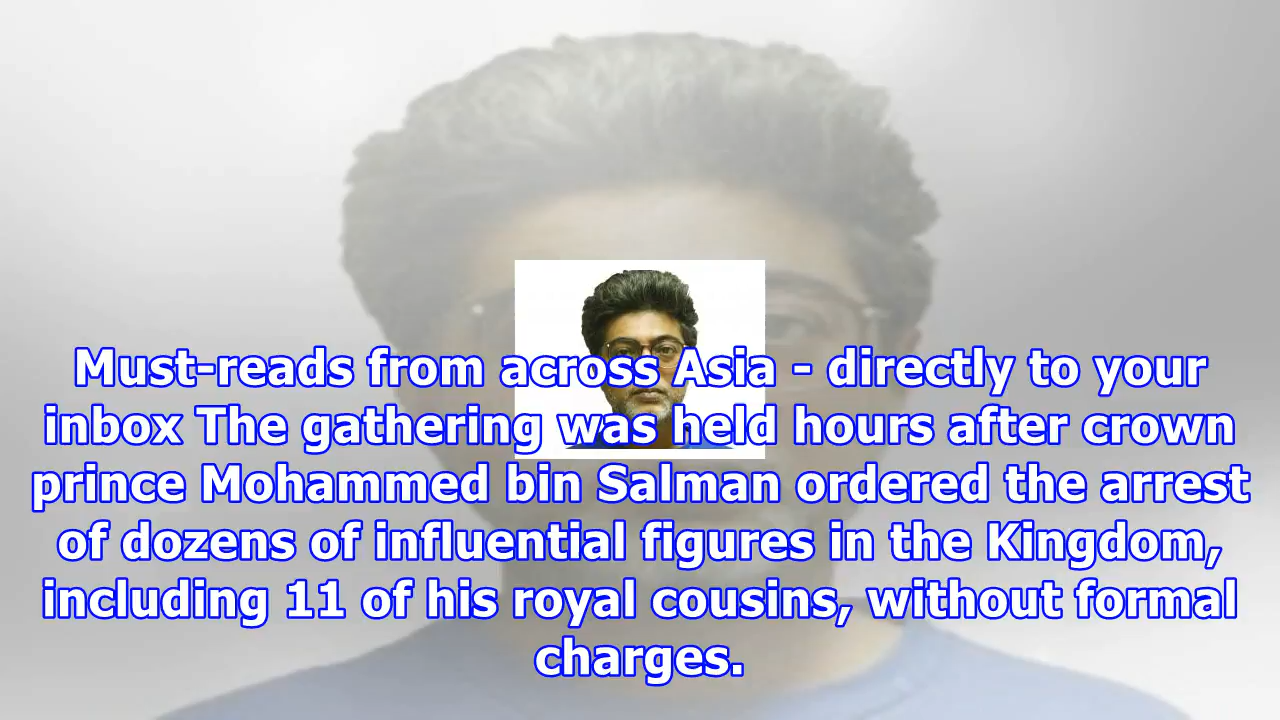 Must-reads from across Asia - directly to your
inbox The gathering was held hours after crown
prince Mohammed bin Salman ordered the arrest
of dozens of influential figures in the Kingdom,
including 11 of his royal cousins, without formal
charges.